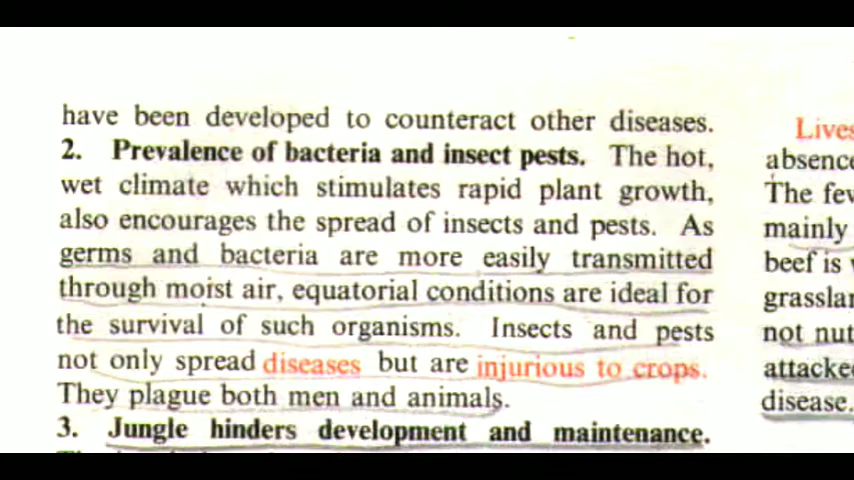 have been developed to counteract other diseases.
2. Prevalence of bacteria and insect pests. The hot,
wet climate which stimulates rapid plant growth,
also encourages the spread of insects and pests. As
germs and bacteria are more easily transmitted
through moist air, equatorial conditions are ideal for
the survival of such organisms. Insects and pests
not only spread diseases but are injurious to crops.
They plague both men and animals.
3. Jungle hinders development and maintenance.
Lives
absence
The few
mainly
beef is
not nut
attacke
disease.